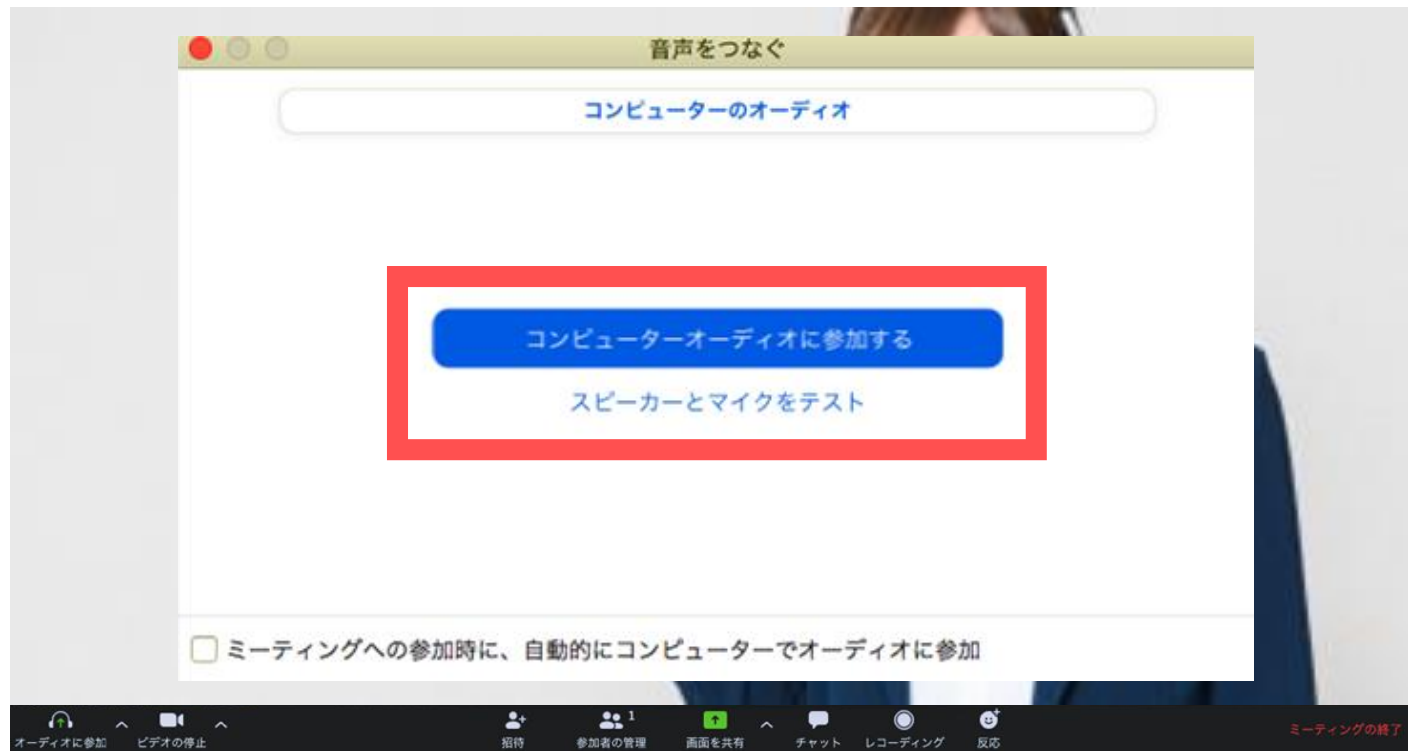 音声をつなぐ
コンピューターのオーディオ
コンピューターオーディオに参加する
スピーカーとマイクをテスト
ミーティングへの参加時に、自動的にコンピューターでオーディオに参加
オーディオに参加 ビデオの停止 招待 参加者の管理 1 画面を共有 チャット レコーディング 反応 ミーティングの終了